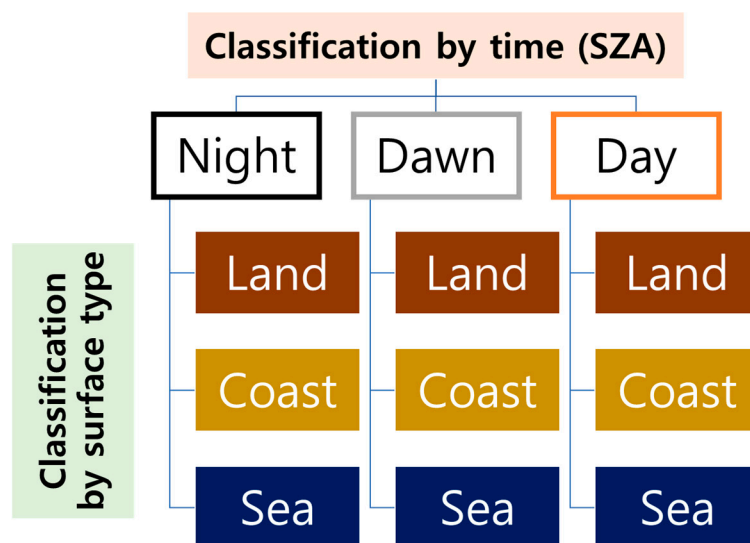 Classification by time (SZA)
Night
Dawn
Day
Classification
by surface type
Land
Land
Land
Coast
Coast
Coast
Sea
Sea
Sea